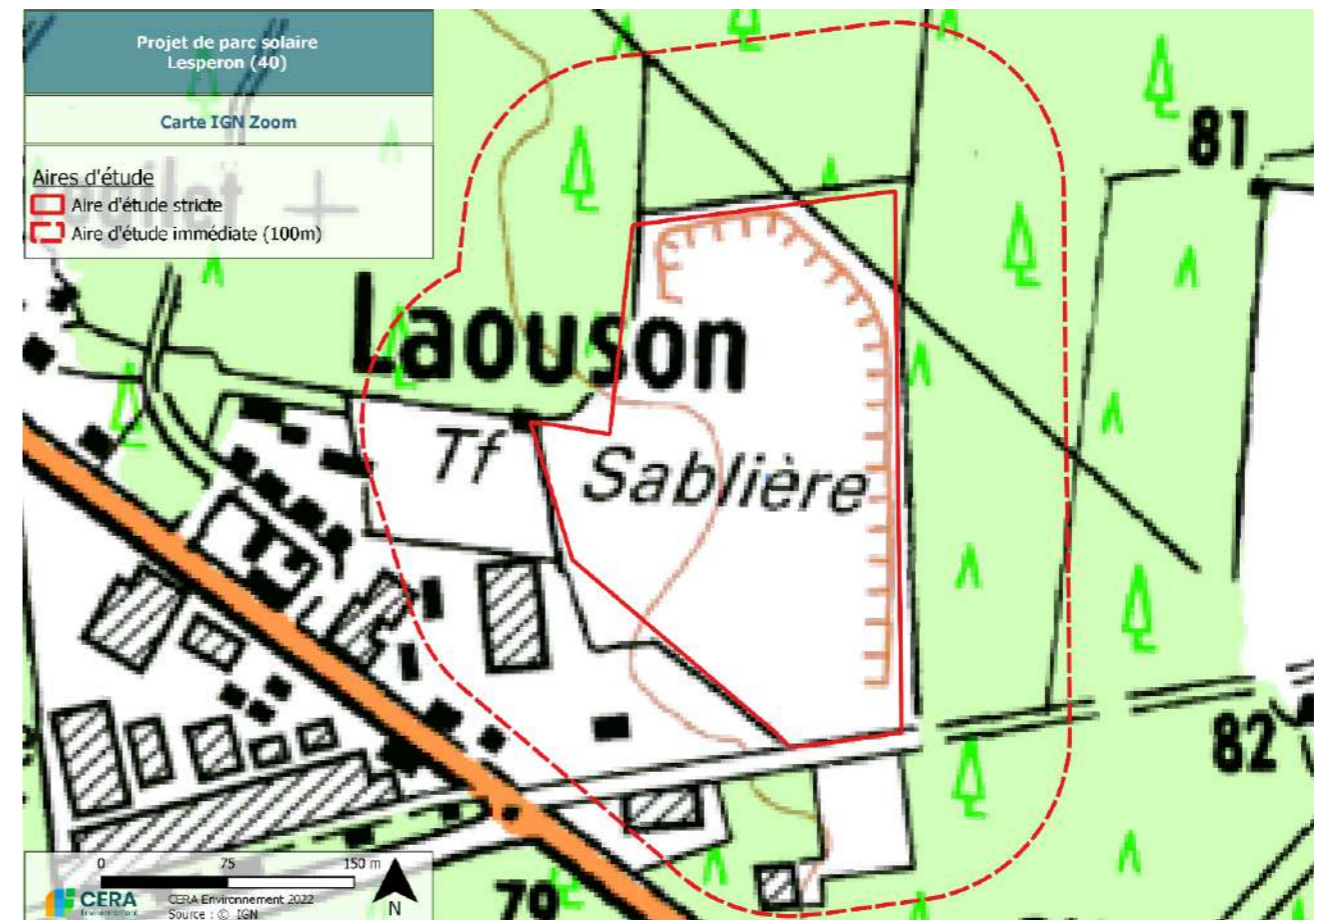 Projet de parc solaire
Lesperon (40)
Carte IGN Zoom
Aires d'étude
Aire d'étude stricte
Aire d'étude immédiate (100m)
81
Laouson
Tf
Sablière
82
79
0 75 150 m
N
CERA
Environnement
CERA Environnement 2022
Source : © IGN